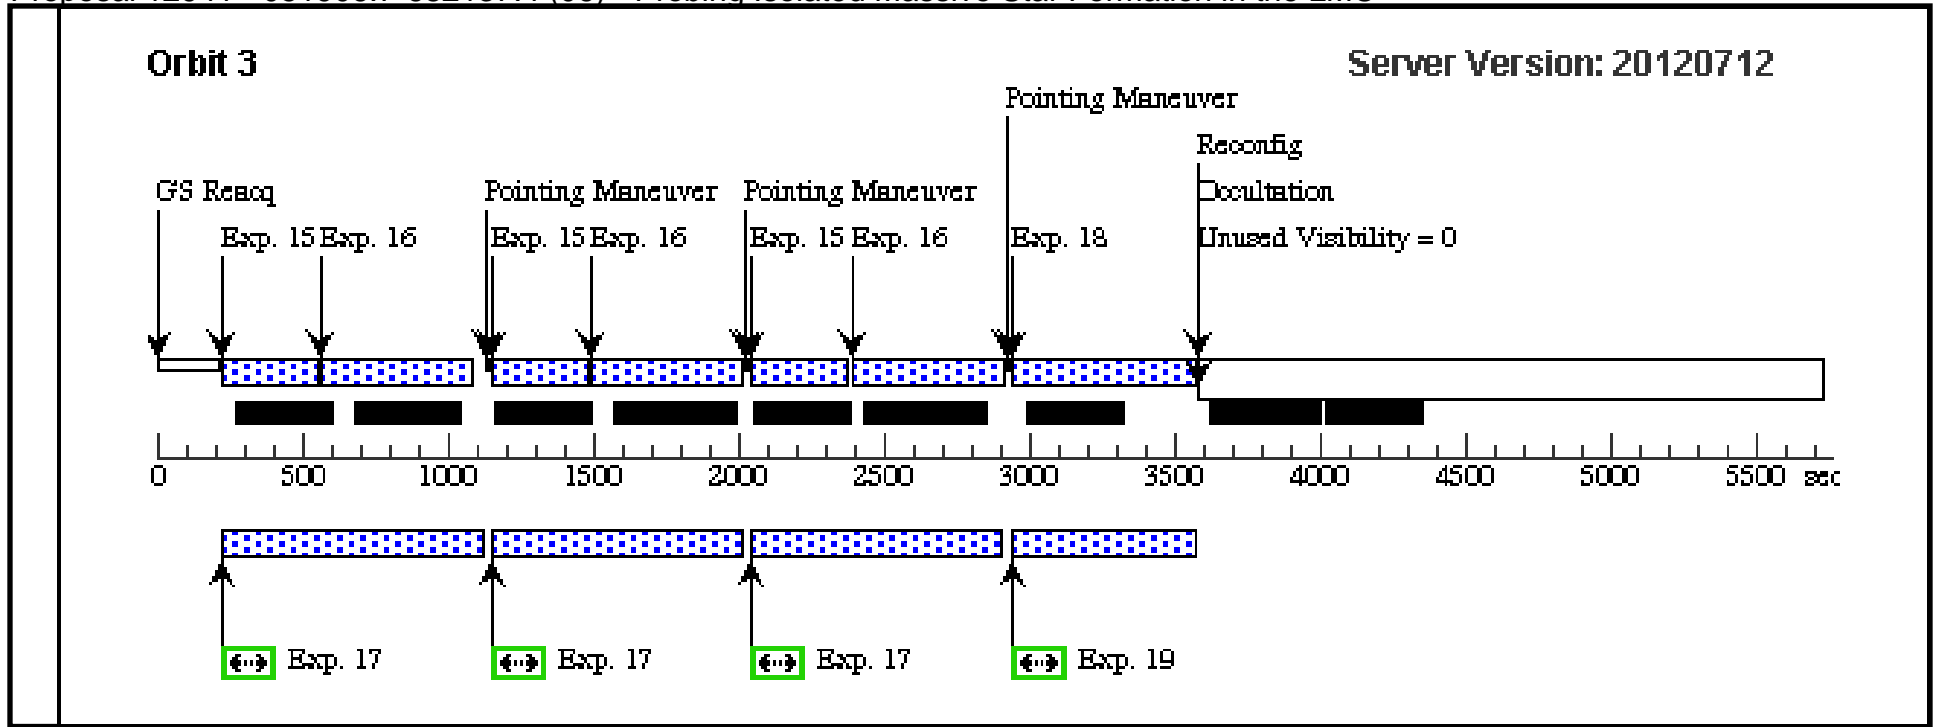 Orbit 3
Server Version: 20120712
Pointing Maneuver
Reconfig
GS Reacq
Pointing Maneuver
Pointing Maneuver
Occultation
Exp. 15
Exp. 16
Exp. 15
Exp. 16
Exp. 15
Exp. 16
Exp. 18
Unused Visibility = 0
0 500 1000 1500 2000 2500 3000 3500 4000 4500 5000 5500 sec
Exp. 17
Exp. 17
Exp. 17
Exp. 19